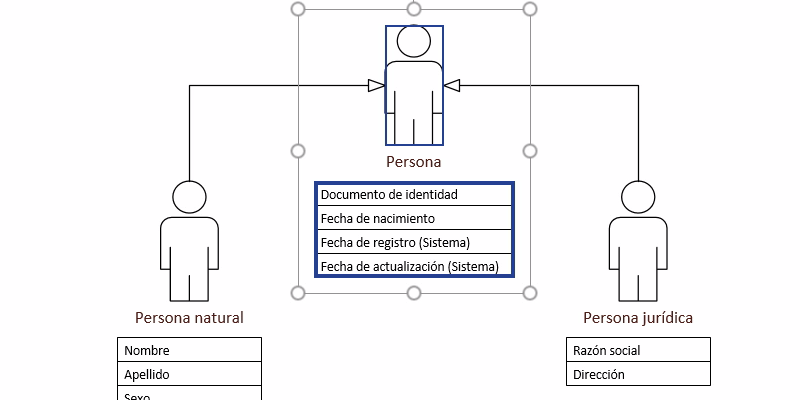 Persona
Documento de identidad
Fecha de nacimiento
Fecha de registro (Sistema)
Fecha de actualización (Sistema)
Persona natural
Nombre
Apellido
Sexo
Persona jurídica
Razón social
Dirección